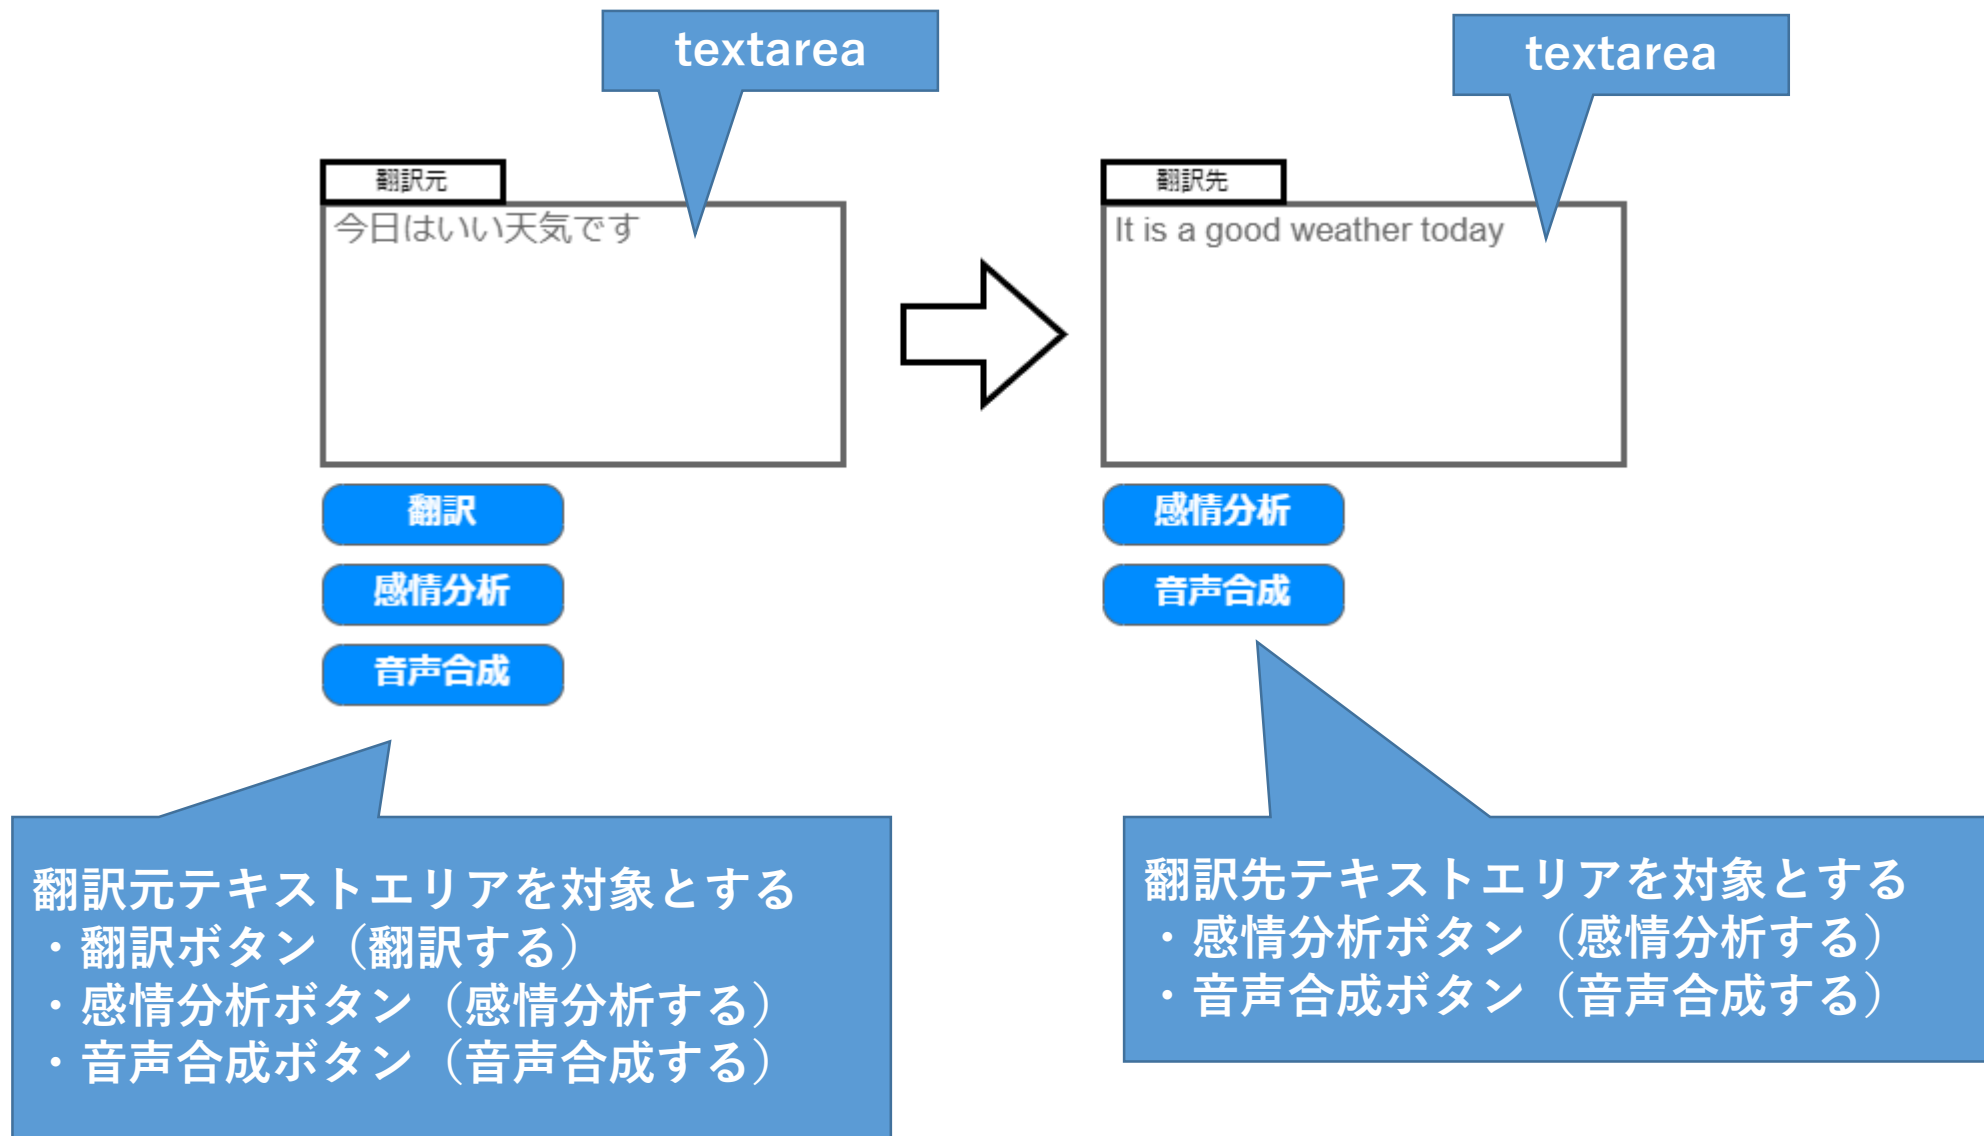 textarea
textarea
翻訳元
今日はいい天気です
翻訳先
It is a good weather today
翻訳
感情分析
音声合成
感情分析
音声合成
翻訳元テキストエリアを対象とする
・翻訳ボタン（翻訳する）
・感情分析ボタン（感情分析する）
・音声合成ボタン（音声合成する）
翻訳先テキストエリアを対象とする
・感情分析ボタン（感情分析する）
・音声合成ボタン（音声合成する）